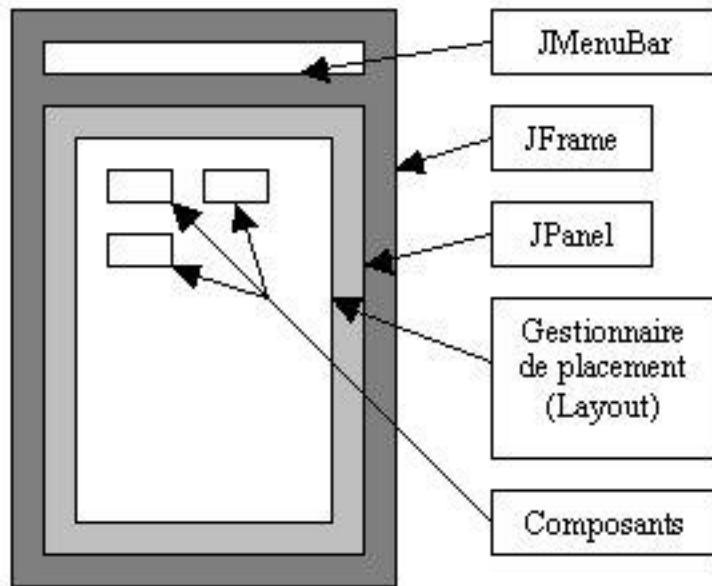 JMenuBar
JFrame
JPanel
Gestionnaire
de placement
(Layout)
Composants